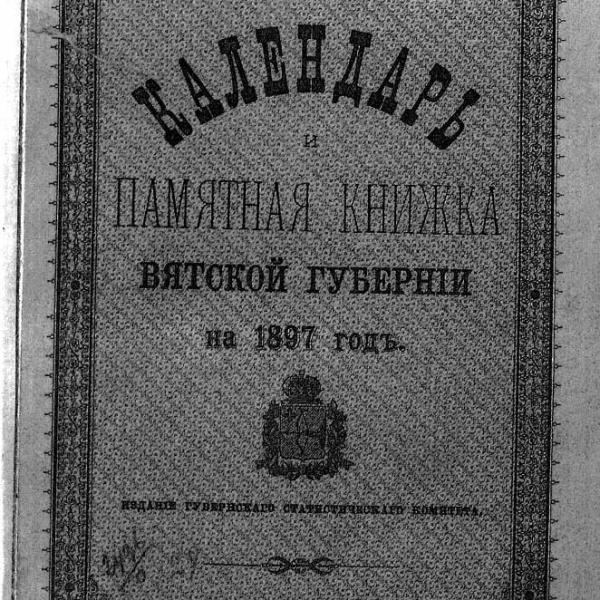 КАЛЕНДАРЬ
И
ПАМЯТНАЯ КНИЖКА
ВЯТСКОЙ ГУБЕРНІИ
на 1897 годъ.
ИЗДАНІЕ ГУБЕРНСКАГО СТАТИСТИЧЕСКАГО КОМИТЕТА.